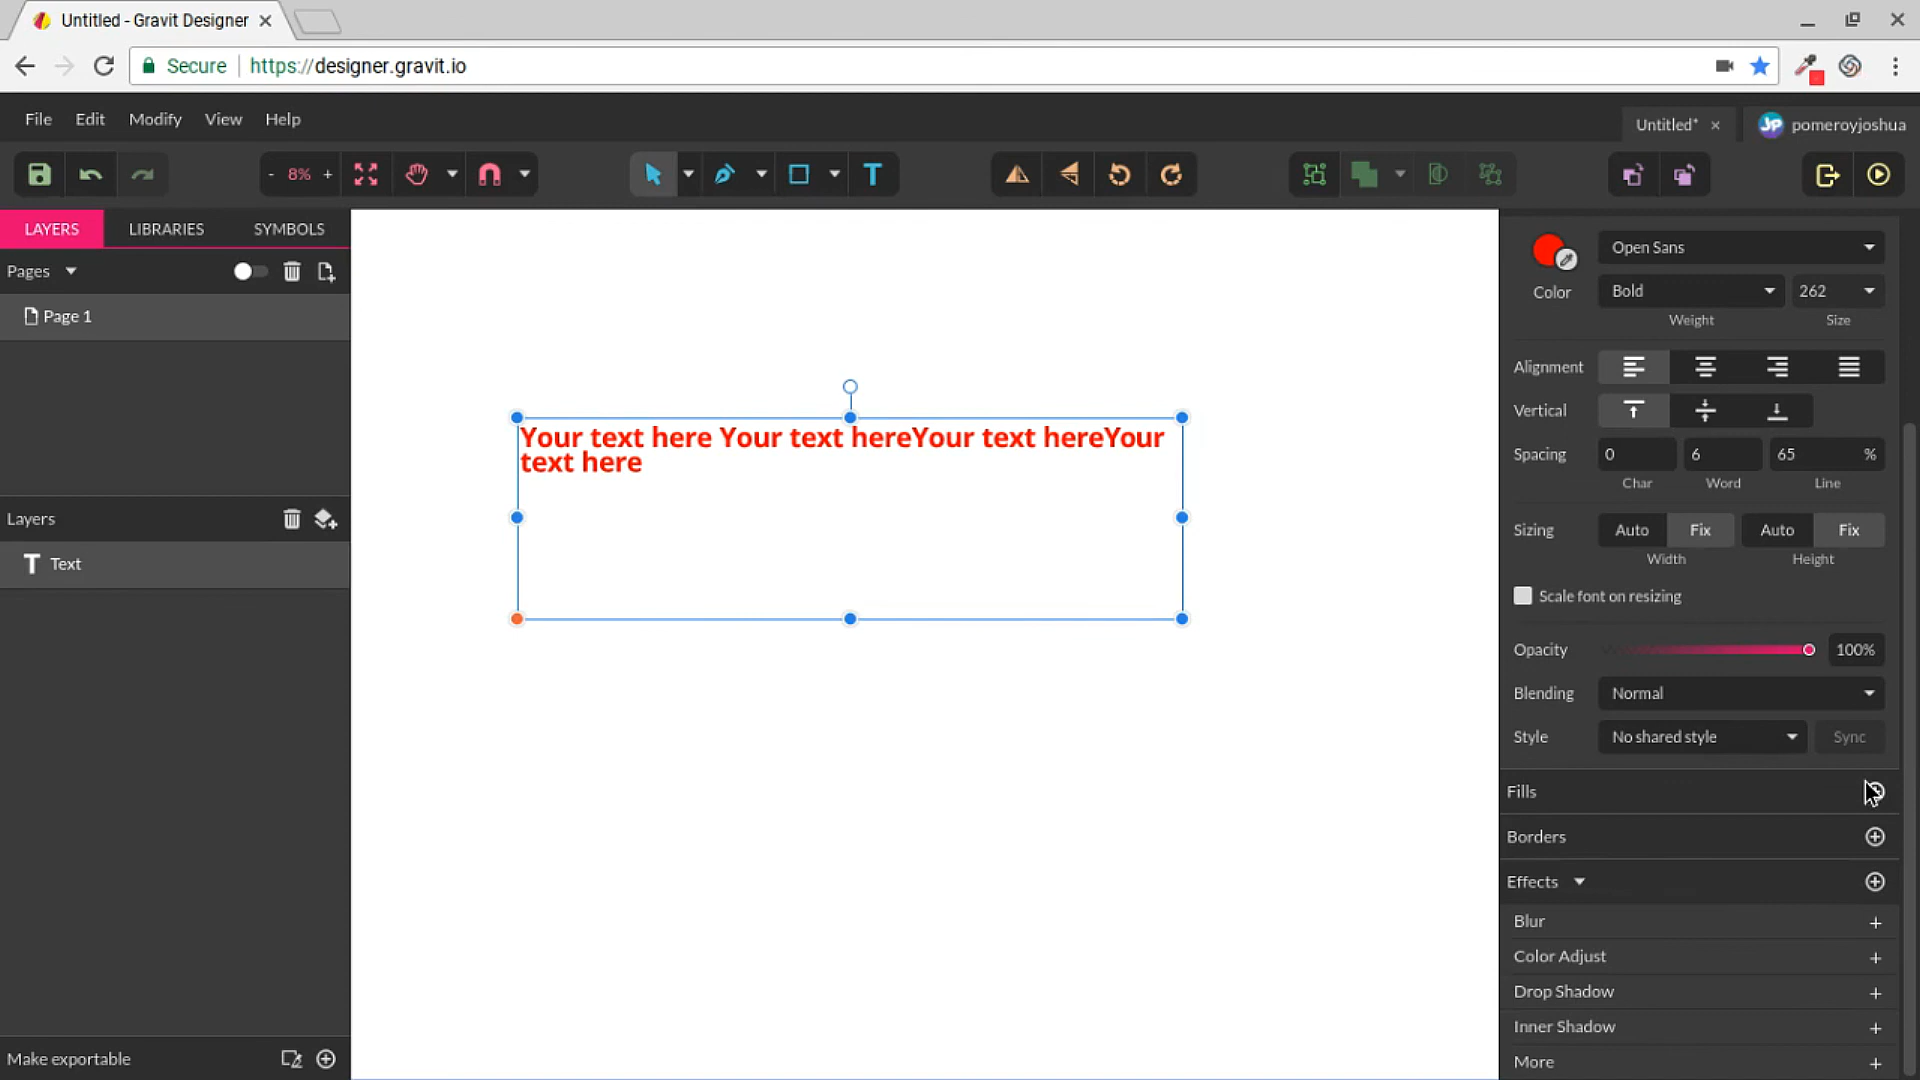 Untitled - Gravit Designer
Secure https://designer.gravit.io
File Edit Modify View Help
Untitled* pomeroyjoshua
- 8% +
LAYERS LIBRARIES SYMBOLS
Pages
Page 1
Layers
Text
Make exportable
Your text here Your text hereYour text hereYour
text here
Open Sans
Color Bold 262
Weight Size
Alignment
Vertical
Spacing 0 6 65 %
Char Word Line
Sizing Auto Fix Auto Fix
Width Height
Scale font on resizing
Opacity 100%
Blending Normal
Style No shared style Sync
Fills
Borders
Effects
Blur +
Color Adjust +
Drop Shadow +
Inner Shadow +
More +